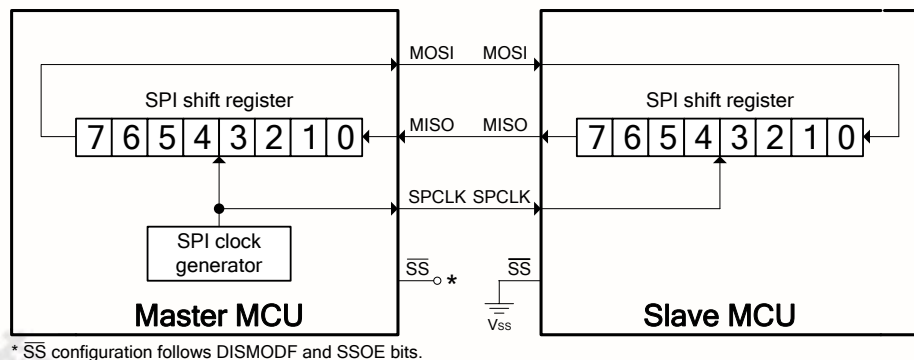 MOSI MOSI
SPI shift register SPI shift register
7 6 5 4 3 2 1 0 MISO MISO 7 6 5 4 3 2 1 0
SPCLK SPCLK
SPI clock
generator
SS * SS
Vss
Master MCU Slave MCU
* SS configuration follows DISMODF and SSOE bits.